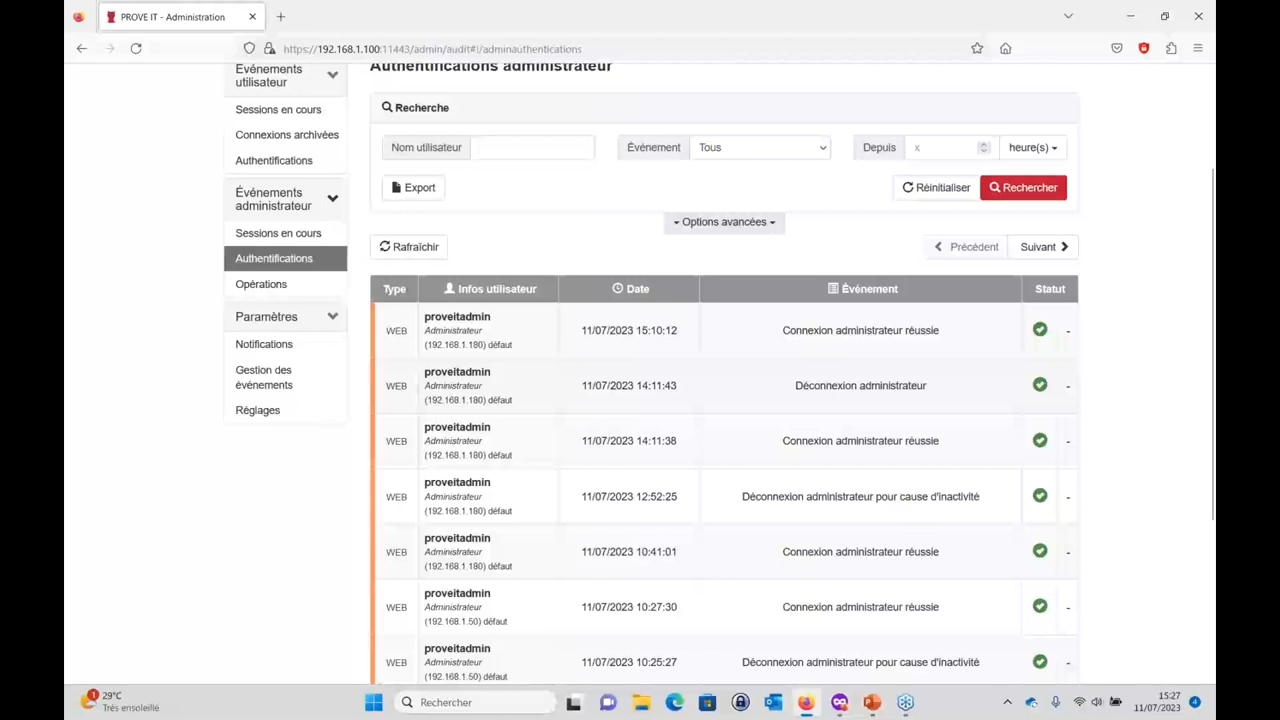 PROVE IT - Administration
https://192.168.1.100:11443/admin/audit#!/adminauthentications
Evénements
utilisateur
Sessions en cours
Connexions archivées
Authentifications
Événements
administrateur
Sessions en cours
Authentifications
Opérations
Paramètres
Notifications
Gestion des
événements
Réglages
Authentifications administrateur
Recherche
Nom utilisateur Événement Tous Depuis x heure(s)
Export Réinitialiser Rechercher
Options avancées
Rafraîchir Précédent Suivant
Type Infos utilisateur Date Événement Statut
proveitadmin
WEB Administrateur 11/07/2023 15:10:12 Connexion administrateur réussie -
(192.168.1.180) défaut
proveitadmin
WEB Administrateur 11/07/2023 14:11:43 Déconnexion administrateur -
(192.168.1.180) défaut
proveitadmin
WEB Administrateur 11/07/2023 14:11:38 Connexion administrateur réussie -
(192.168.1.180) défaut
proveitadmin
WEB Administrateur 11/07/2023 12:52:25 Déconnexion administrateur pour cause d'inactivité -
(192.168.1.180) défaut
proveitadmin
WEB Administrateur 11/07/2023 10:41:01 Connexion administrateur réussie -
(192.168.1.180) défaut
proveitadmin
WEB Administrateur 11/07/2023 10:27:30 Connexion administrateur réussie -
(192.168.1.50) défaut
proveitadmin
WEB Administrateur 11/07/2023 10:25:27 Déconnexion administrateur pour cause d'inactivité -
(192.168.1.50) défaut
1
29°C
Très ensoleillé
Rechercher
15:27
11/07/2023
4